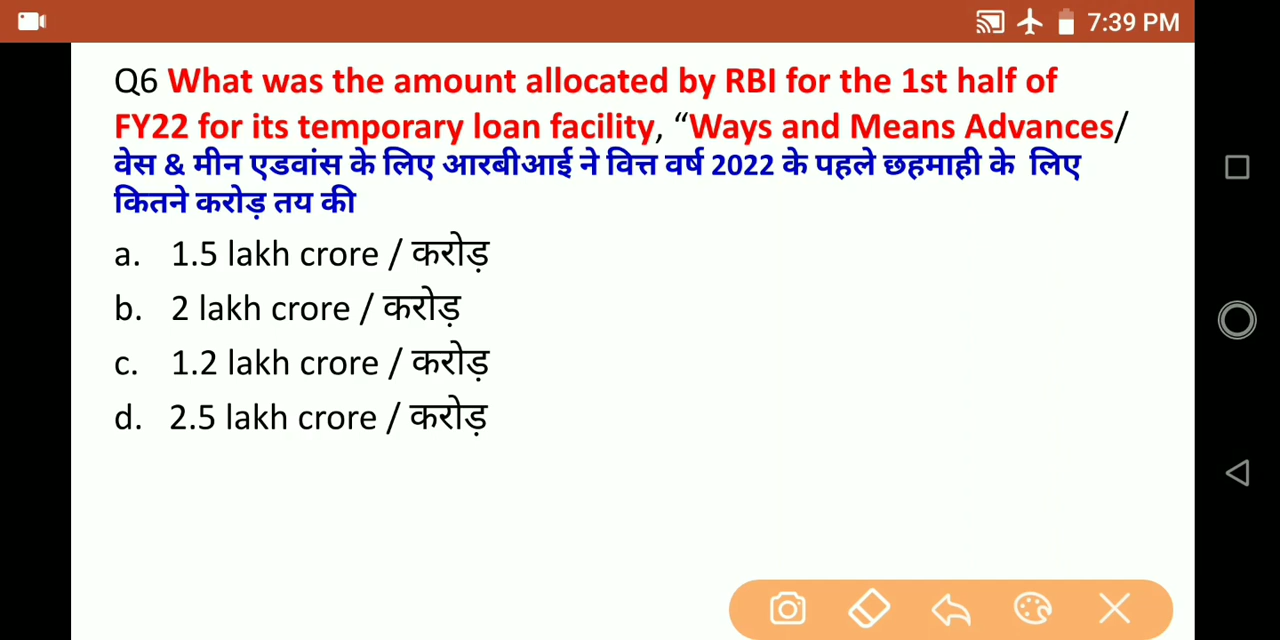 7:39 PM
Q6 What was the amount allocated by RBI for the 1st half of
FY22 for its temporary loan facility, “Ways and Means Advances/
वेस & मीन एडवांस के लिए आरबीआई ने वित्त वर्ष 2022 के पहले छहमाही के लिए
कितने करोड़ तय की
a. 1.5 lakh crore / करोड़
b. 2 lakh crore / करोड़
c. 1.2 lakh crore / करोड़
d. 2.5 lakh crore / करोड़